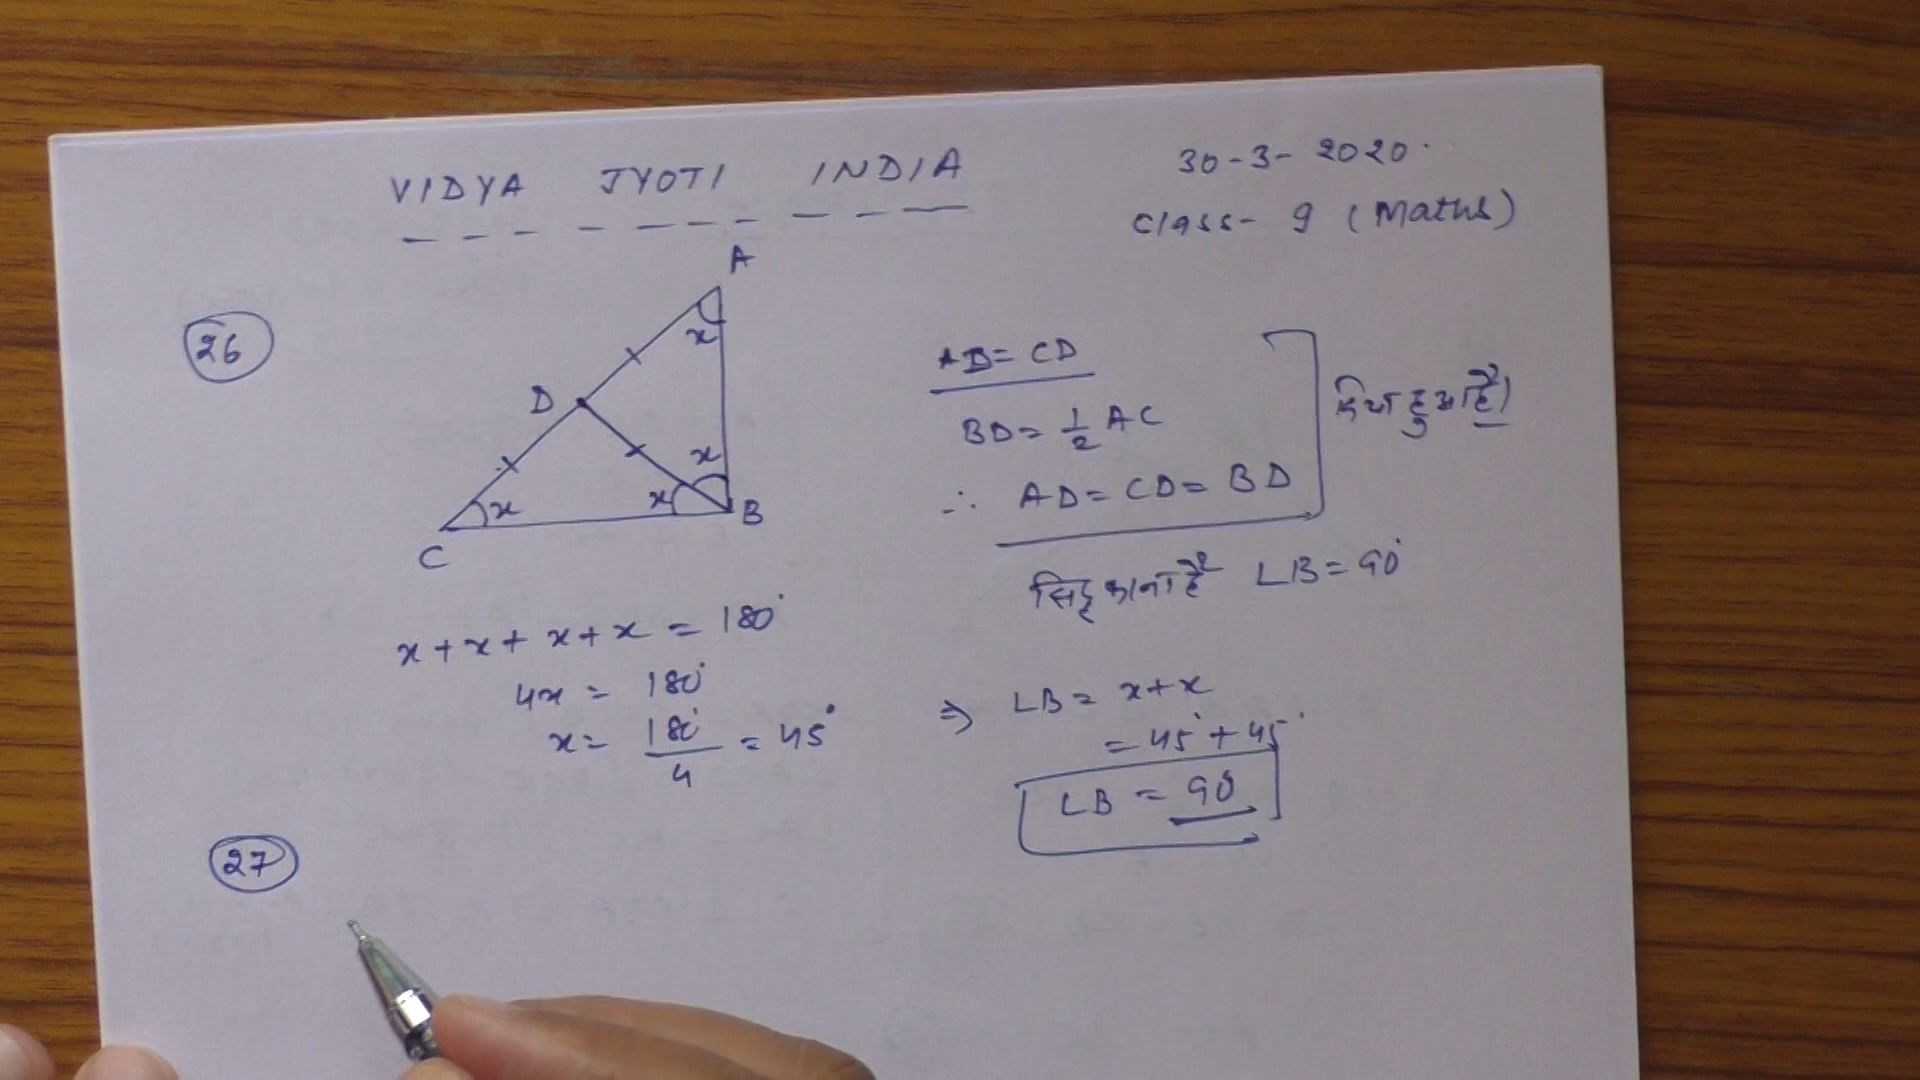 VIDYA JYOTI INDIA
30-3-2020.
Class-9 (Maths)
26
A
x
D
x
x
x
B
C
AD= CD
BD= 1/2 AC
∴ AD= CD= BD
दिया हुआ है।
सिद्ध करना है ∠B=90°
x+x+x+x = 180°
4x = 180°
x= 180°/4 = 45°
⇒ ∠B= x+x
= 45°+45°
∠B = 90°
27